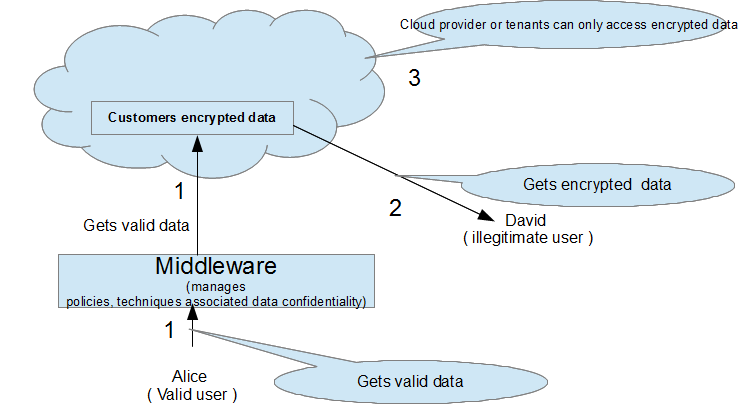 Cloud provider or tenants can only access encrypted data
3
Customers encrypted data
1
Gets encrypted data
2
Gets valid data
David
( illegitimate user )
Middleware
(manages
policies, techniques associated data confidentiality)
1
Alice
( Valid user )
Gets valid data